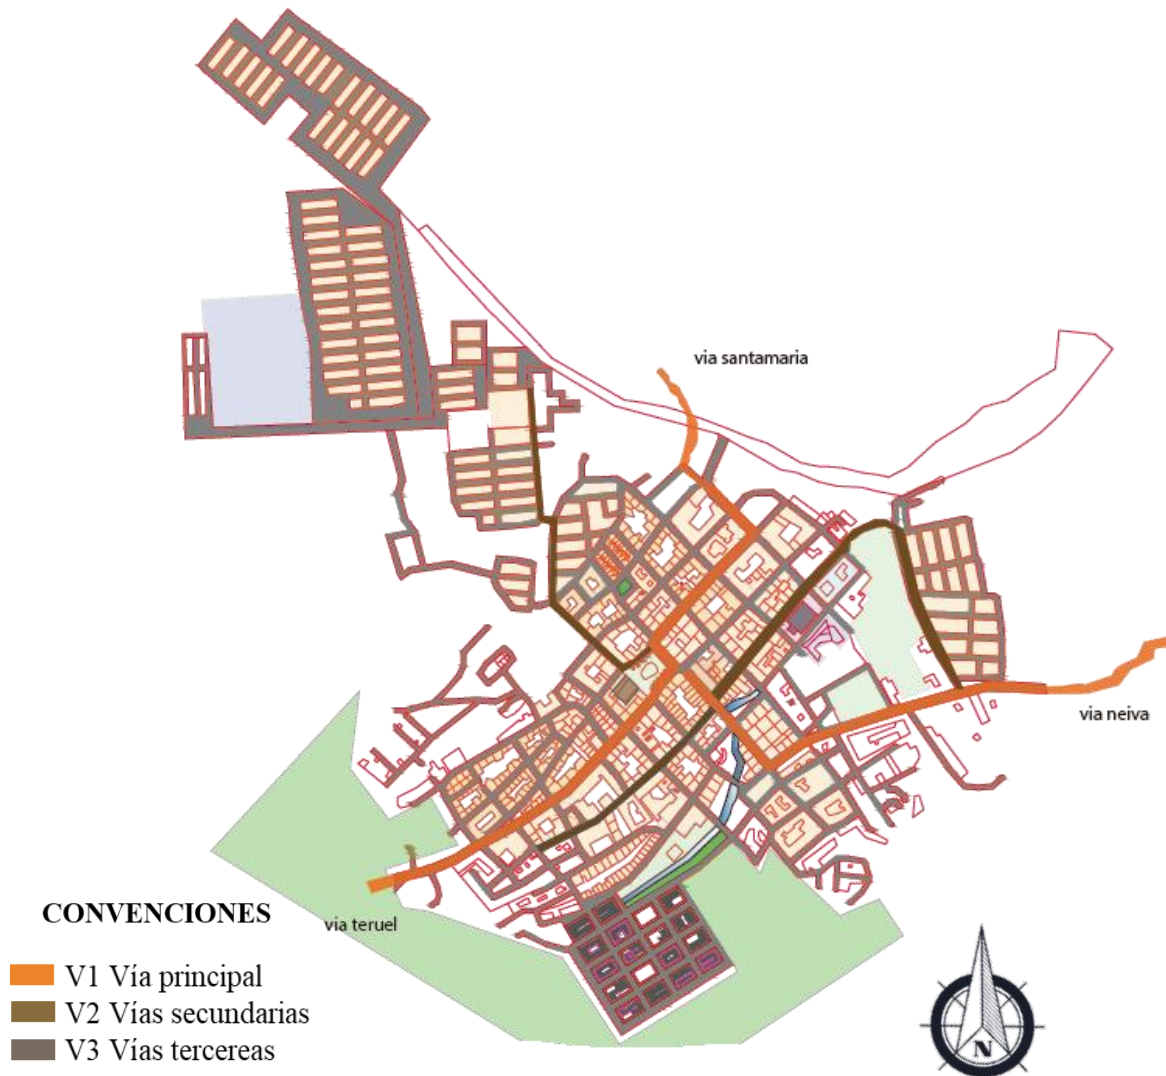 via santamaria
via neiva
via teruel
CONVENCIONES
V1 Vía principal
V2 Vías secundarias
V3 Vías tercereas
N